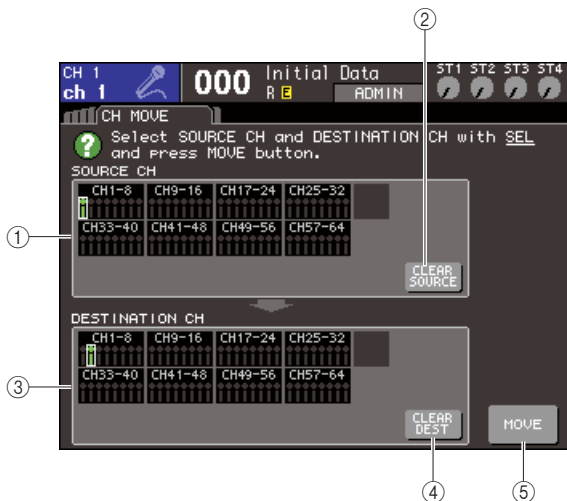 ②
CH 1 000 Initial Data ST1 ST2 ST3 ST4
ch 1 R E ADMIN
CH MOVE
? Select SOURCE CH and DESTINATION CH with SEL
and press MOVE button.
SOURCE CH
CH1-8 CH9-16 CH17-24 CH25-32
① CH33-40 CH41-48 CH49-56 CH57-64
CLEAR
SOURCE
DESTINATION CH
CH1-8 CH9-16 CH17-24 CH25-32
③ CH33-40 CH41-48 CH49-56 CH57-64
CLEAR
DEST
MOVE
④ ⑤